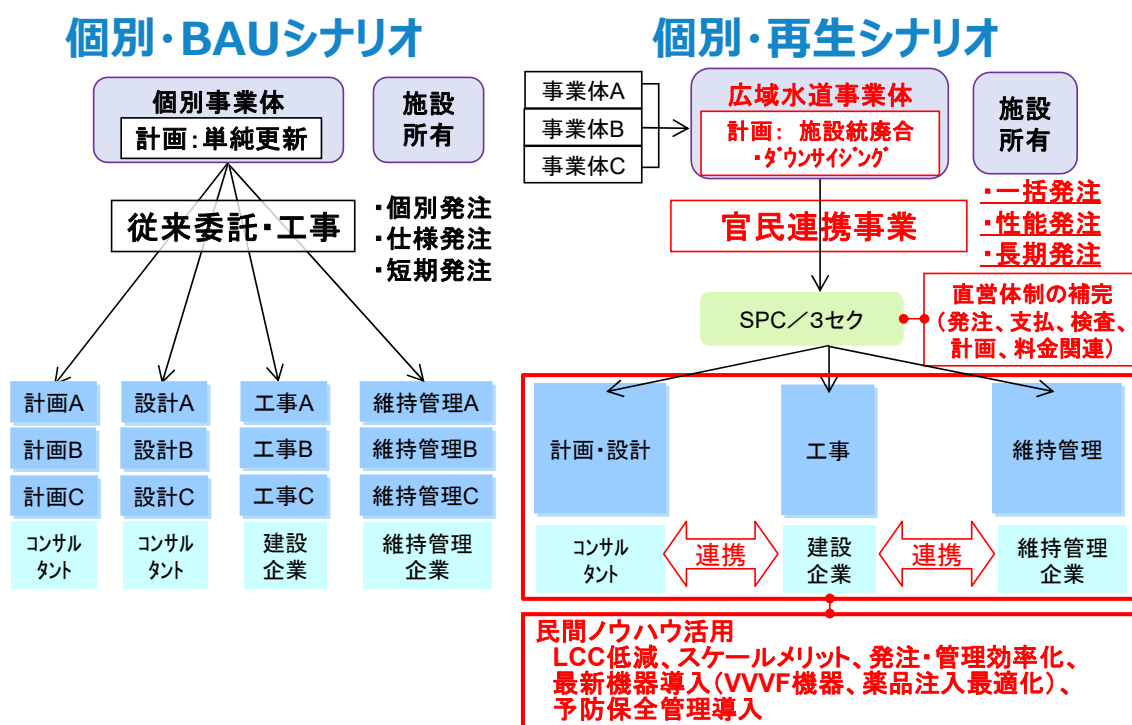 個別・BAUシナリオ
個別事業体
計画：単純更新
施設
所有
従来委託・工事
・個別発注
・仕様発注
・短期発注
計画A
設計A
工事A
維持管理A
計画B
設計B
工事B
維持管理B
計画C
設計C
工事C
維持管理C
コンサル
タント
コンサル
タント
建設
企業
維持管理
企業
個別・再生シナリオ
事業体A
事業体B
事業体C
広域水道事業体
計画： 施設統廃合
・ﾀﾞｳﾝｻｲｼﾞﾝｸﾞ
施設
所有
・一括発注
・性能発注
・長期発注
官民連携事業
SPC／3セク
直営体制の補完
（発注、支払、検査、
計画、料金関連）
計画・設計
工事
維持管理
コンサル
タント
連携
建設
企業
連携
維持管理
企業
民間ノウハウ活用
LCC低減、スケールメリット、発注・管理効率化、
最新機器導入（VVVF機器、薬品注入最適化）、
予防保全管理導入